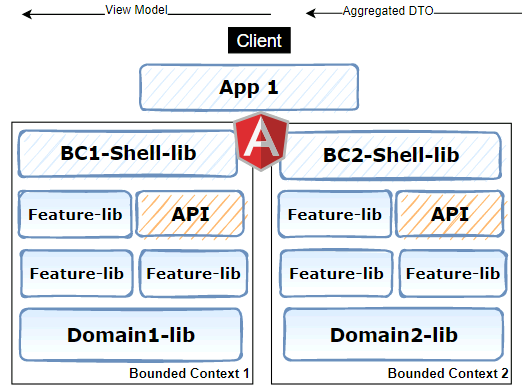 View Model
Aggregated DTO
Client
App 1
A
BC1-Shell-lib
BC2-Shell-lib
Feature-lib API
Feature-lib API
Feature-lib Feature-lib
Feature-lib Feature-lib
Domain1-lib
Domain2-lib
Bounded Context 1
Bounded Context 2